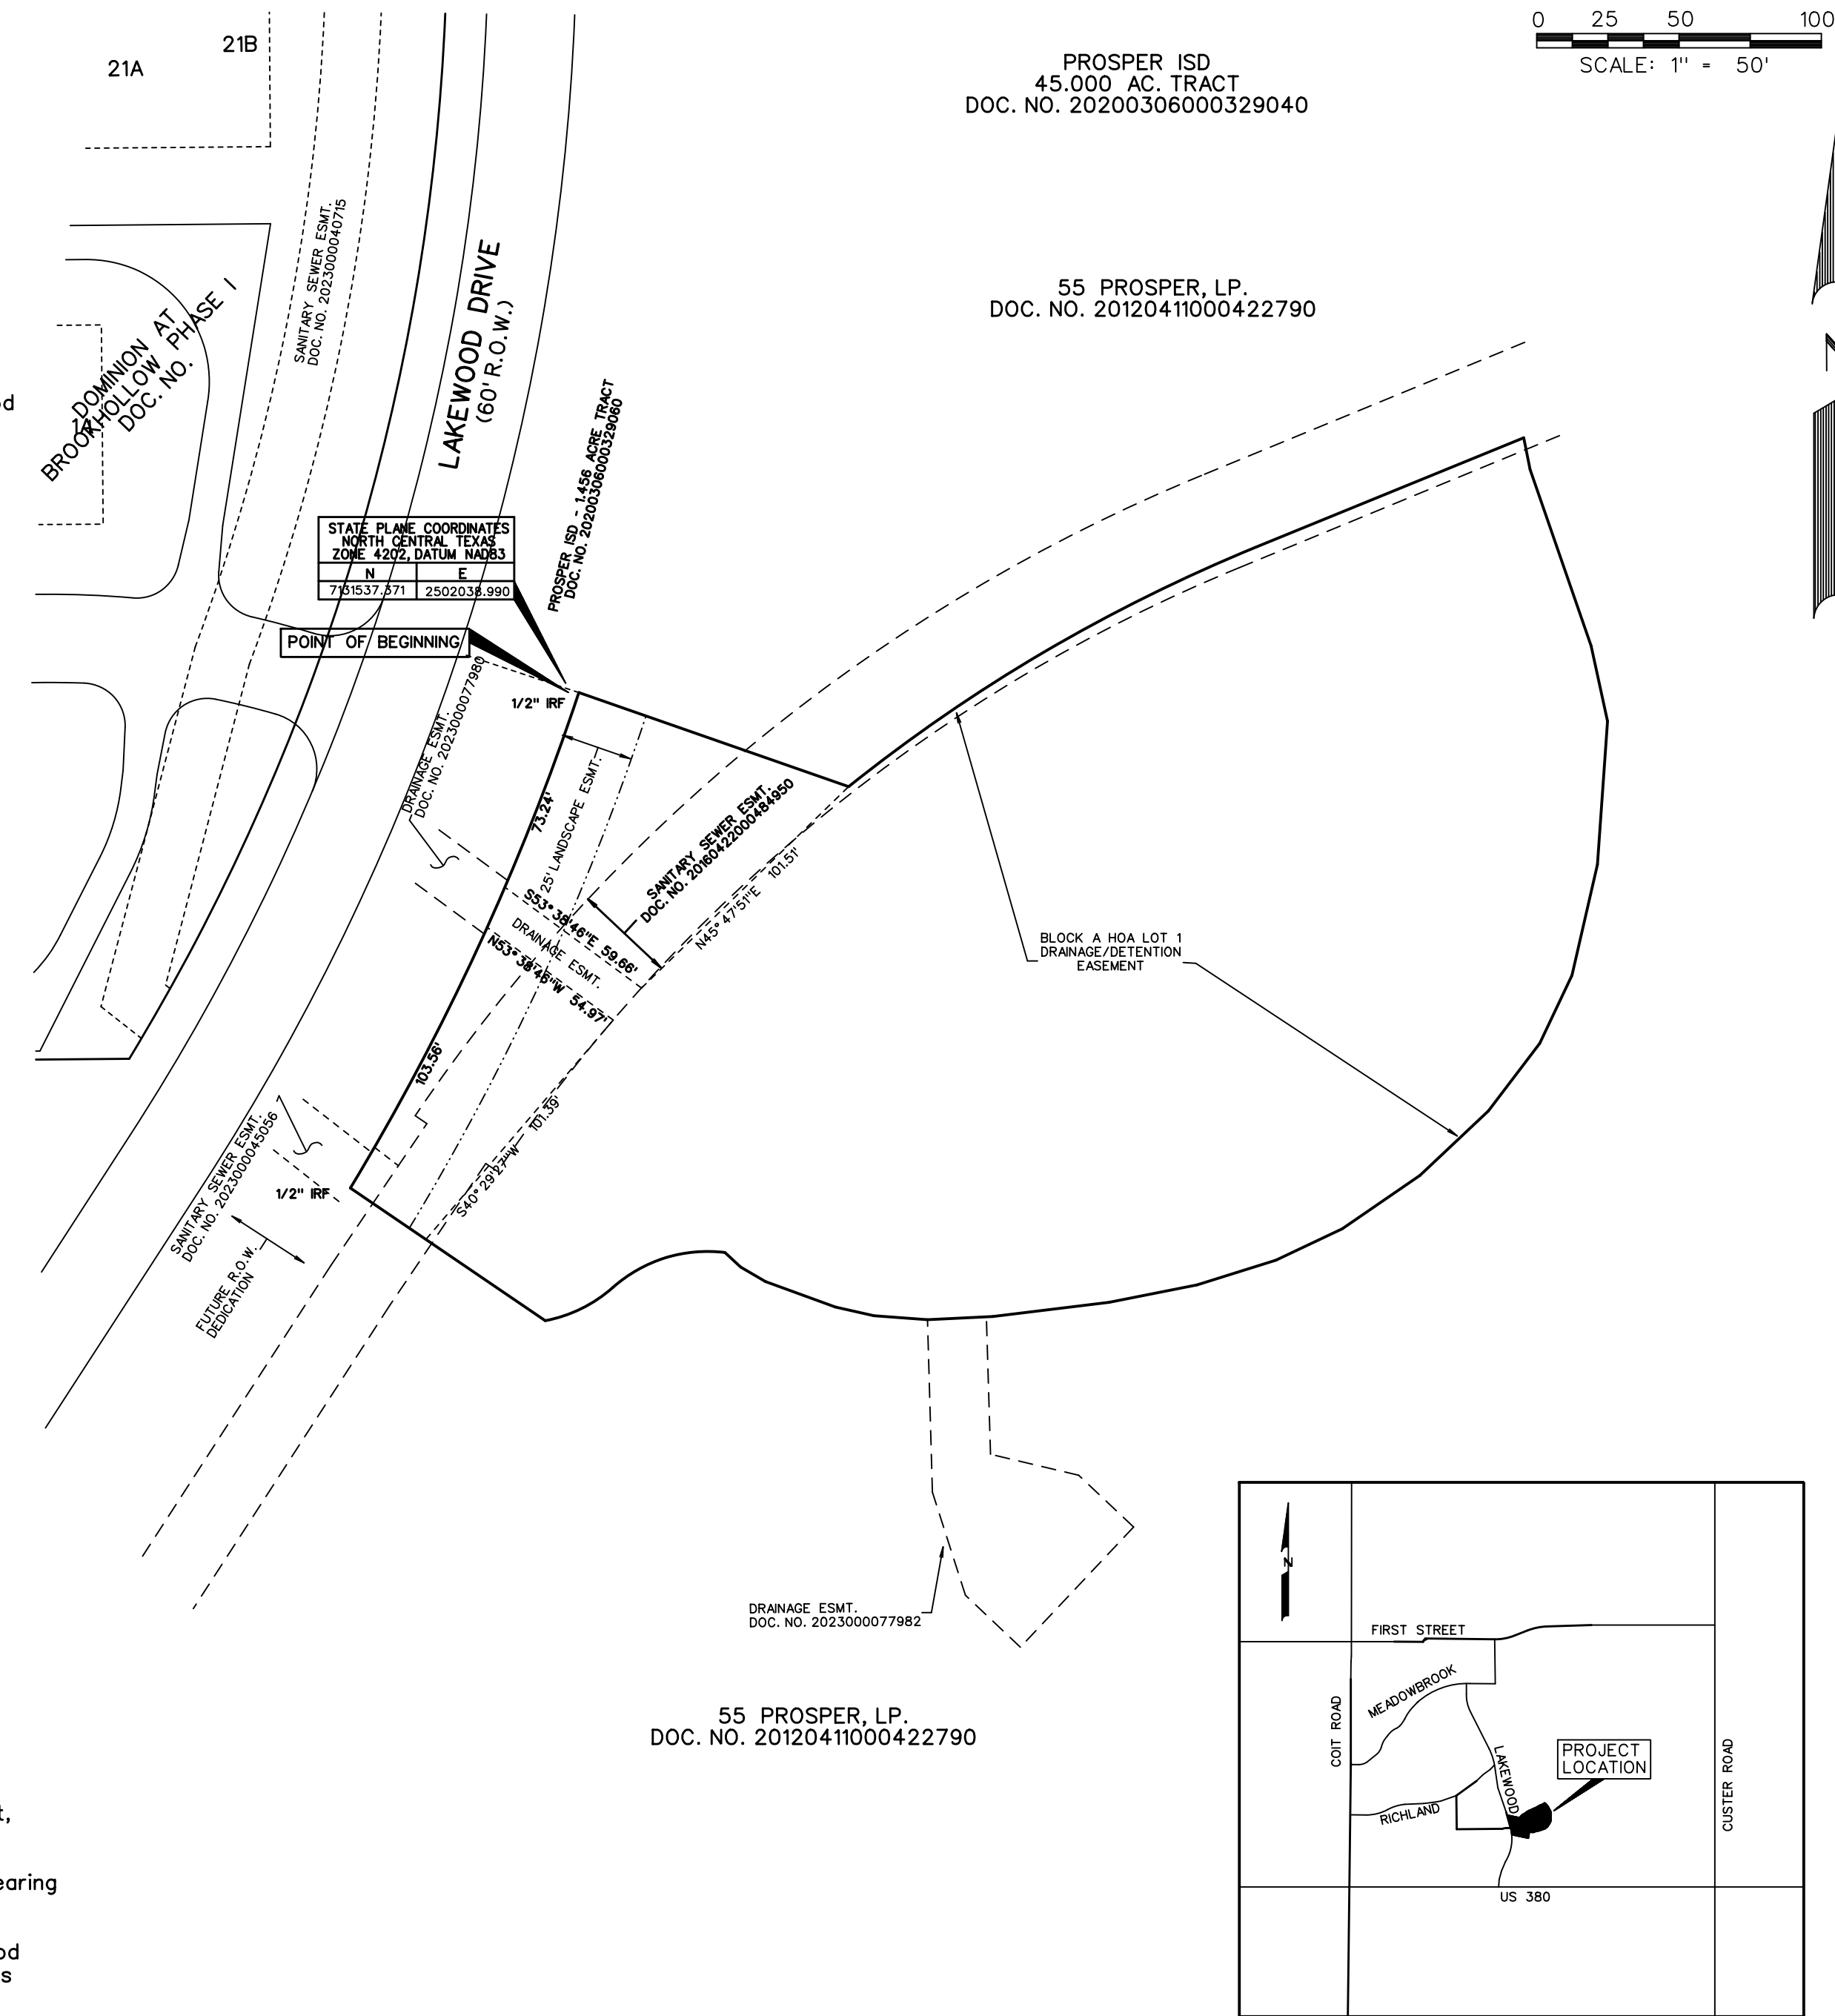 0 25 50 100
SCALE: 1" = 50'
21B
21A
PROSPER ISD
45.000 AC. TRACT
DOC. NO. 20200306000329040
SANITARY SEWER ESMT.
DOC. NO. 2023000040715
LAKEWOOD DRIVE
(60' R.O.W.)
55 PROSPER, LP.
DOC. NO. 20120411000422790
DOMINION AT
BROOKHOLLOW PHASE I
DOC. NO.
1A
PROSPER ISD - 1.456 ACRE TRACT
DOC. NO. 20200306000329060
STATE PLANE COORDINATES
NORTH CENTRAL TEXAS
ZONE 4202, DATUM NAD83
N E
7131537.371 2502038.990
POINT OF BEGINNING
1/2" IRF
DRAINAGE ESMT.
DOC. NO. 2023000077980
73.24'
25' LANDSCAPE ESMT.
SANITARY SEWER ESMT.
DOC. NO. 20160422000484950
N45°47'51"E 101.51'
S53°38'46"E 59.66'
DRAINAGE ESMT.
N53°38'46"W 54.97'
BLOCK A HOA LOT 1
DRAINAGE/DETENTION
EASEMENT
103.56'
S40°29'27"W 101.39'
SANITARY SEWER ESMT.
DOC. NO. 2023000045056
1/2" IRF
FUTURE R.O.W.
DEDICATION
DRAINAGE ESMT.
DOC. NO. 2023000077982
55 PROSPER, LP.
DOC. NO. 20120411000422790
N
FIRST STREET
MEADOWBROOK
COIT ROAD
LAKEWOOD
PROJECT
LOCATION
RICHLAND
CUSTER ROAD
US 380